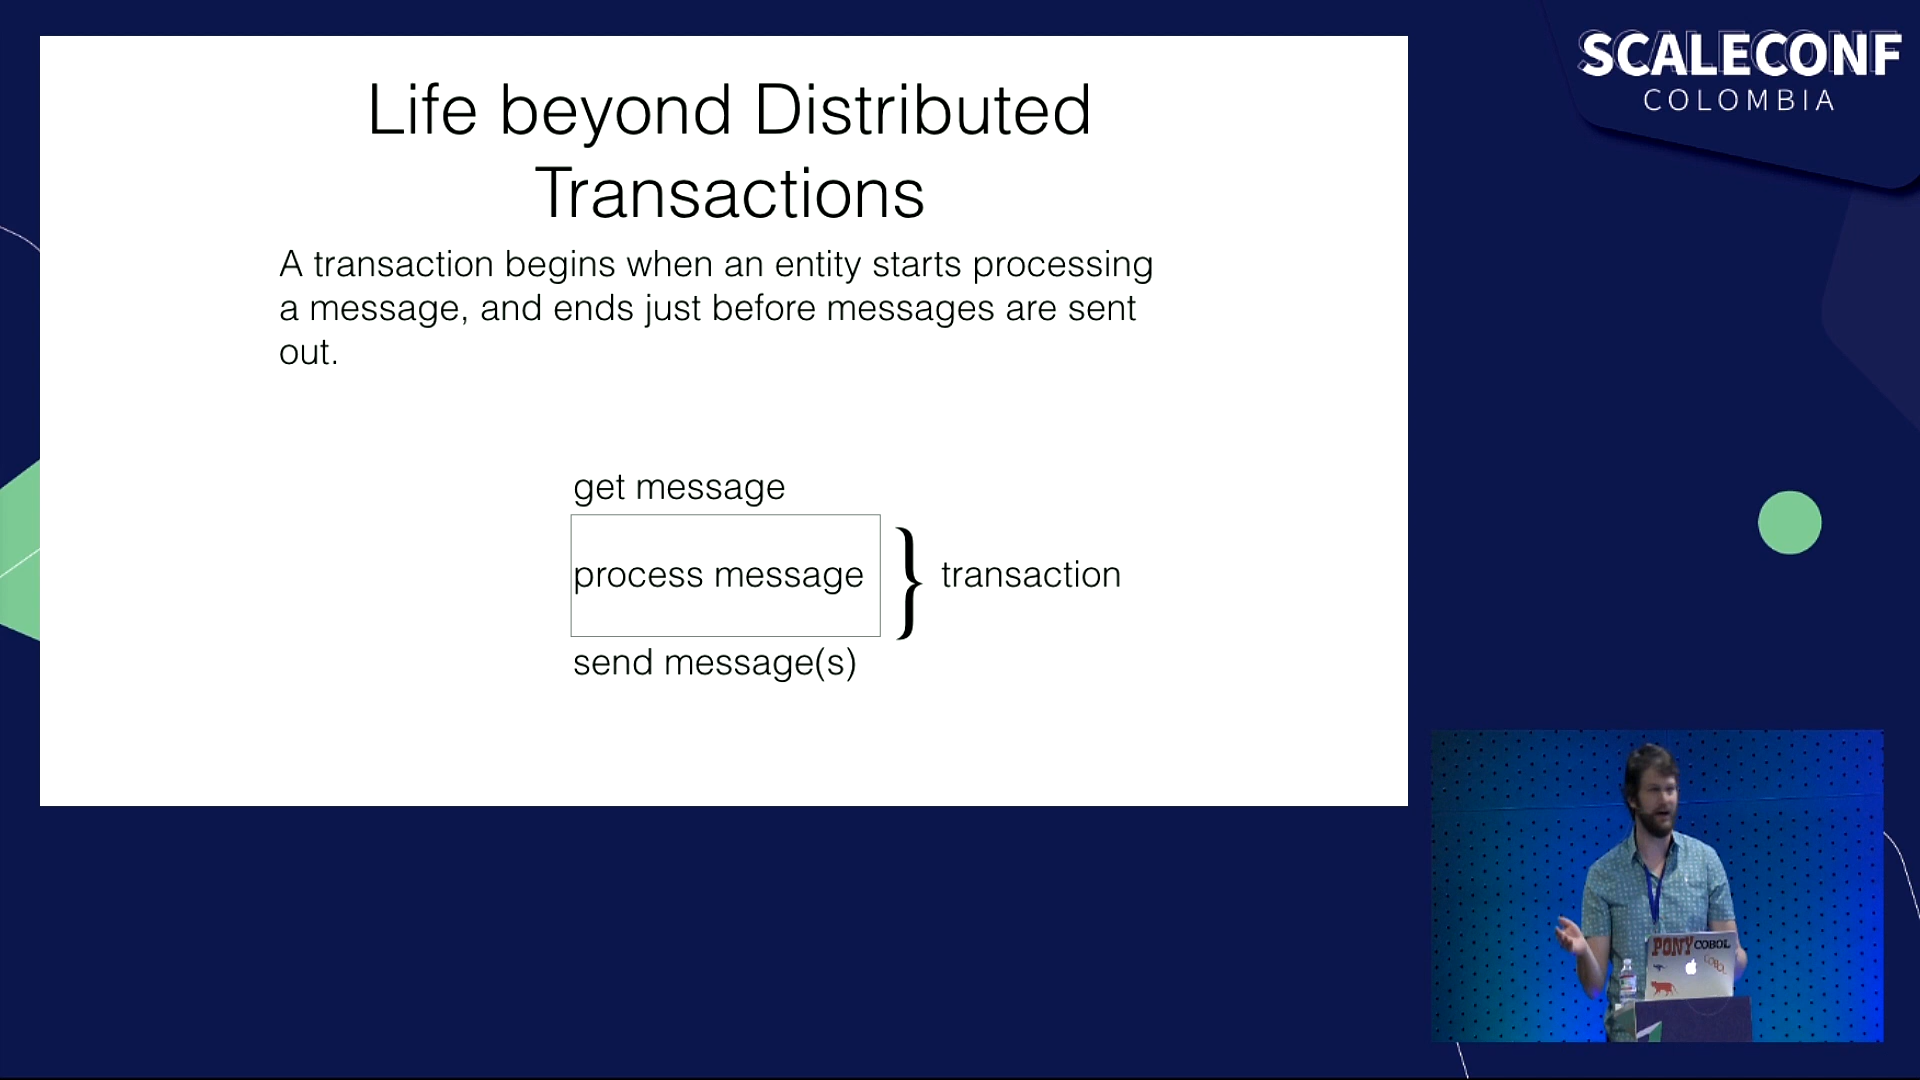 Life beyond Distributed
Transactions
A transaction begins when an entity starts processing
a message, and ends just before messages are sent
out.
get message
process message
} transaction
send message(s)
SCALECONF
COLOMBIA
PONY COBOL
COBOL